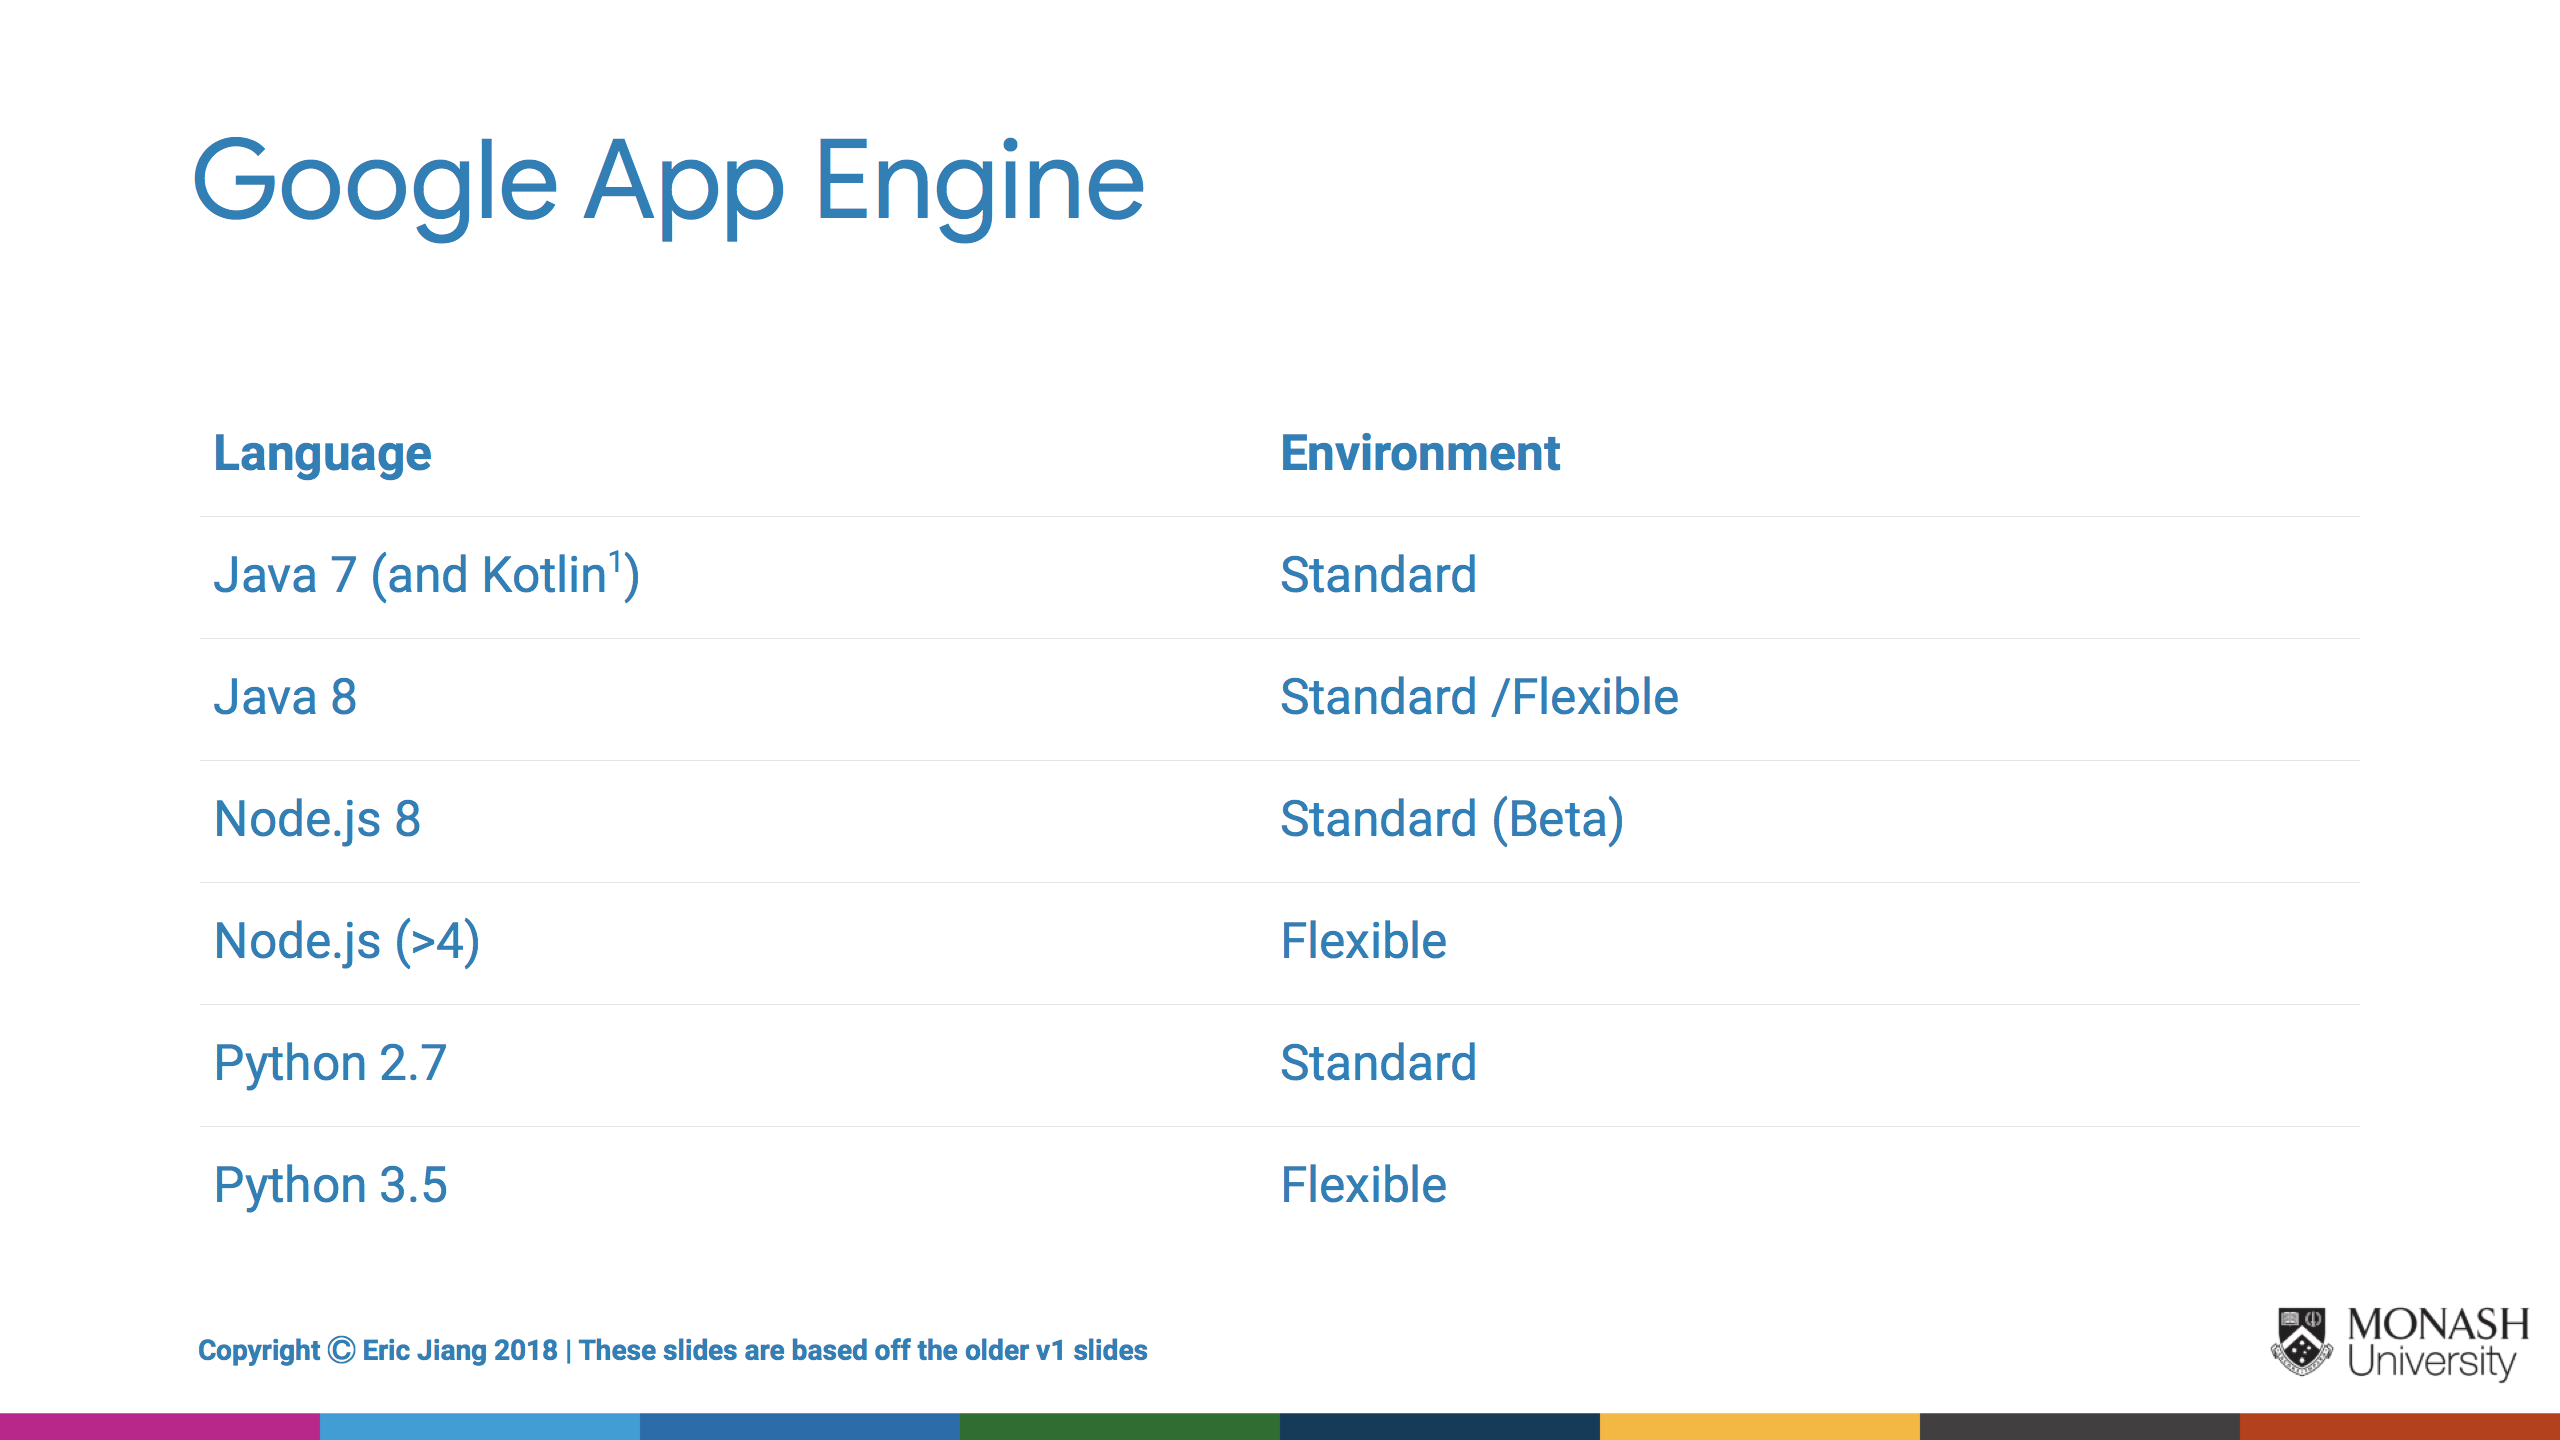 Google App Engine
Language Environment
Java 7 (and Kotlin¹) Standard
Java 8 Standard /Flexible
Node.js 8 Standard (Beta)
Node.js (>4) Flexible
Python 2.7 Standard
Python 3.5 Flexible
Copyright © Eric Jiang 2018 | These slides are based off the older v1 slides
MONASH
University